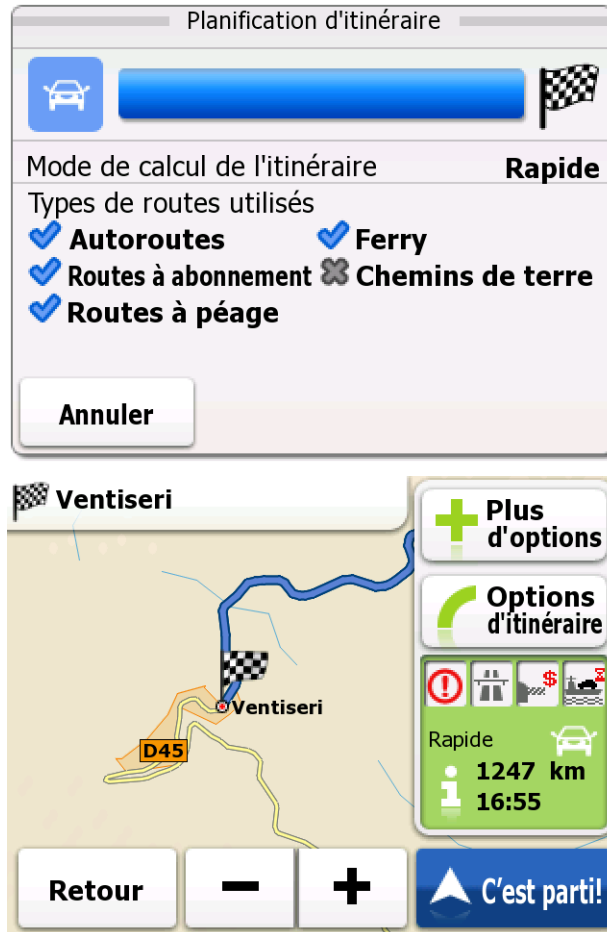 Planification d'itinéraire
Mode de calcul de l'itinéraire Rapide
Types de routes utilisés
Autoroutes Ferry
Routes à abonnement Chemins de terre
Routes à péage
Annuler
Ventiseri
Plus
d'options
Options
d'itinéraire
Ventiseri
D45
$
Rapide
1247 km
16:55
Retour
C'est parti!